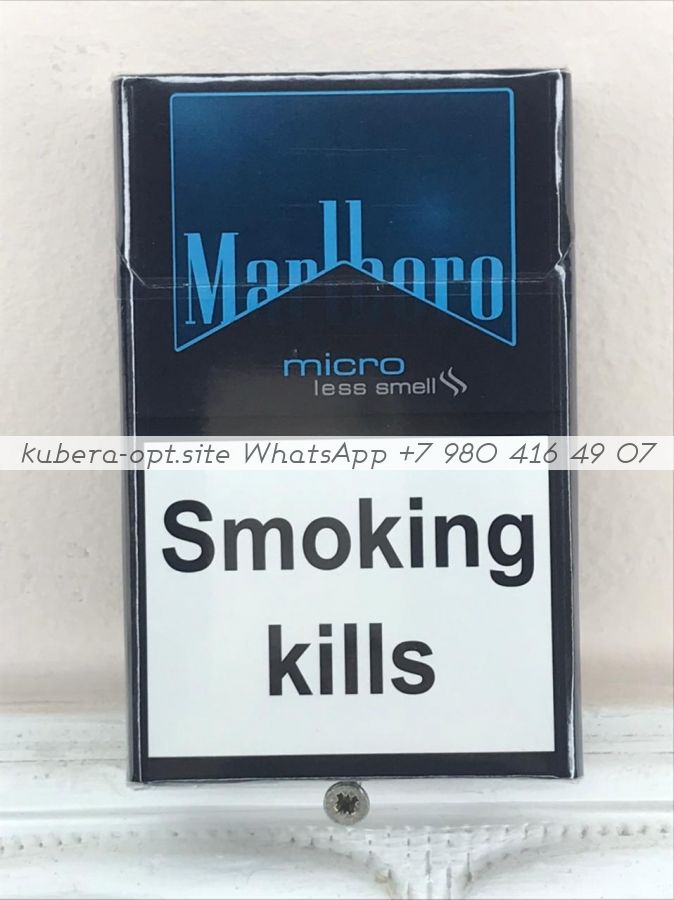 Marlboro
micro
less smell
kubera-opt.site WhatsApp +7 980 416 49 07
Smoking
kills